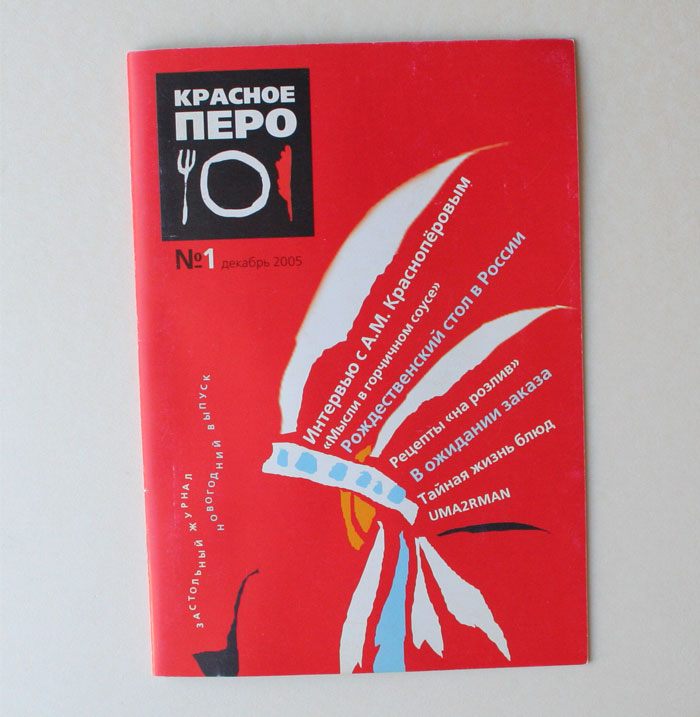 КРАСНОЕ
ПЕРО
№1 декабрь 2005
Интервью с А.М. Краснопёровым
«Мысли в горчичном соусе»
Рождественский стол в России
Рецепты «на розлив»
В ожидании заказа
Тайная жизнь блюд
UMA2RMAN
ЗАСТОЛЬНЫЙ ЖУРНАЛ
НОВОГОДНИЙ ВЫПУСК